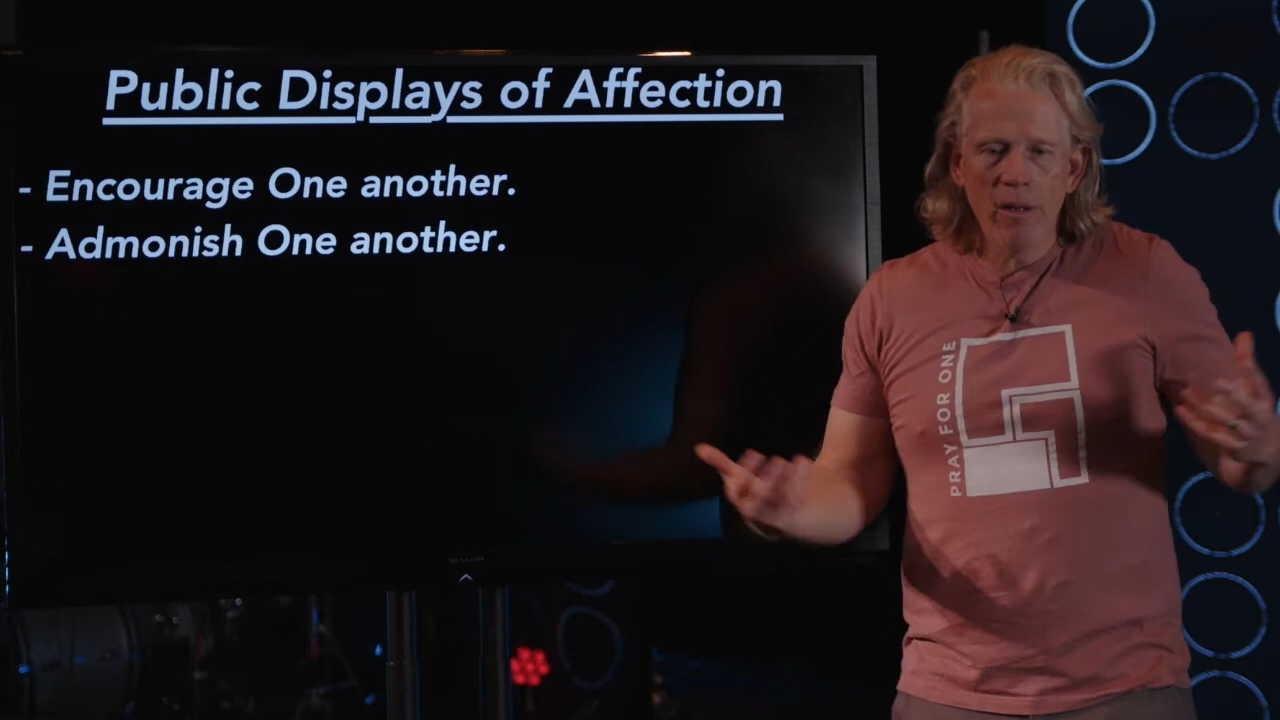 Public Displays of Affection
- Encourage One another.
- Admonish One another.
PRAY FOR ONE